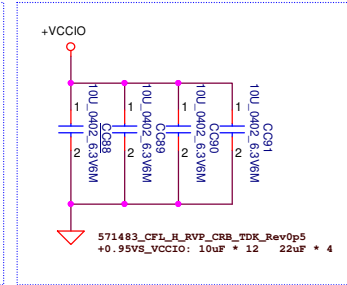 +VCCIO
1
2
10U_0402_6.3V6M
CC88
1
2
10U_0402_6.3V6M
CC89
1
2
10U_0402_6.3V6M
CC90
1
2
10U_0402_6.3V6M
CC91
571483_CFL_H_RVP_CRB_TDK_Rev0p5
+0.95VS_VCCIO: 10uF * 12 22uF * 4